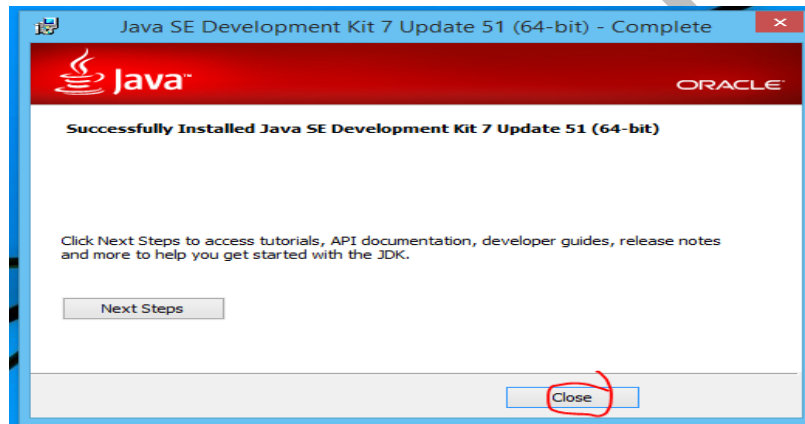 Java SE Development Kit 7 Update 51 (64-bit) - Complete
Java™
ORACLE
Successfully Installed Java SE Development Kit 7 Update 51 (64-bit)
Click Next Steps to access tutorials, API documentation, developer guides, release notes
and more to help you get started with the JDK.
Next Steps
Close